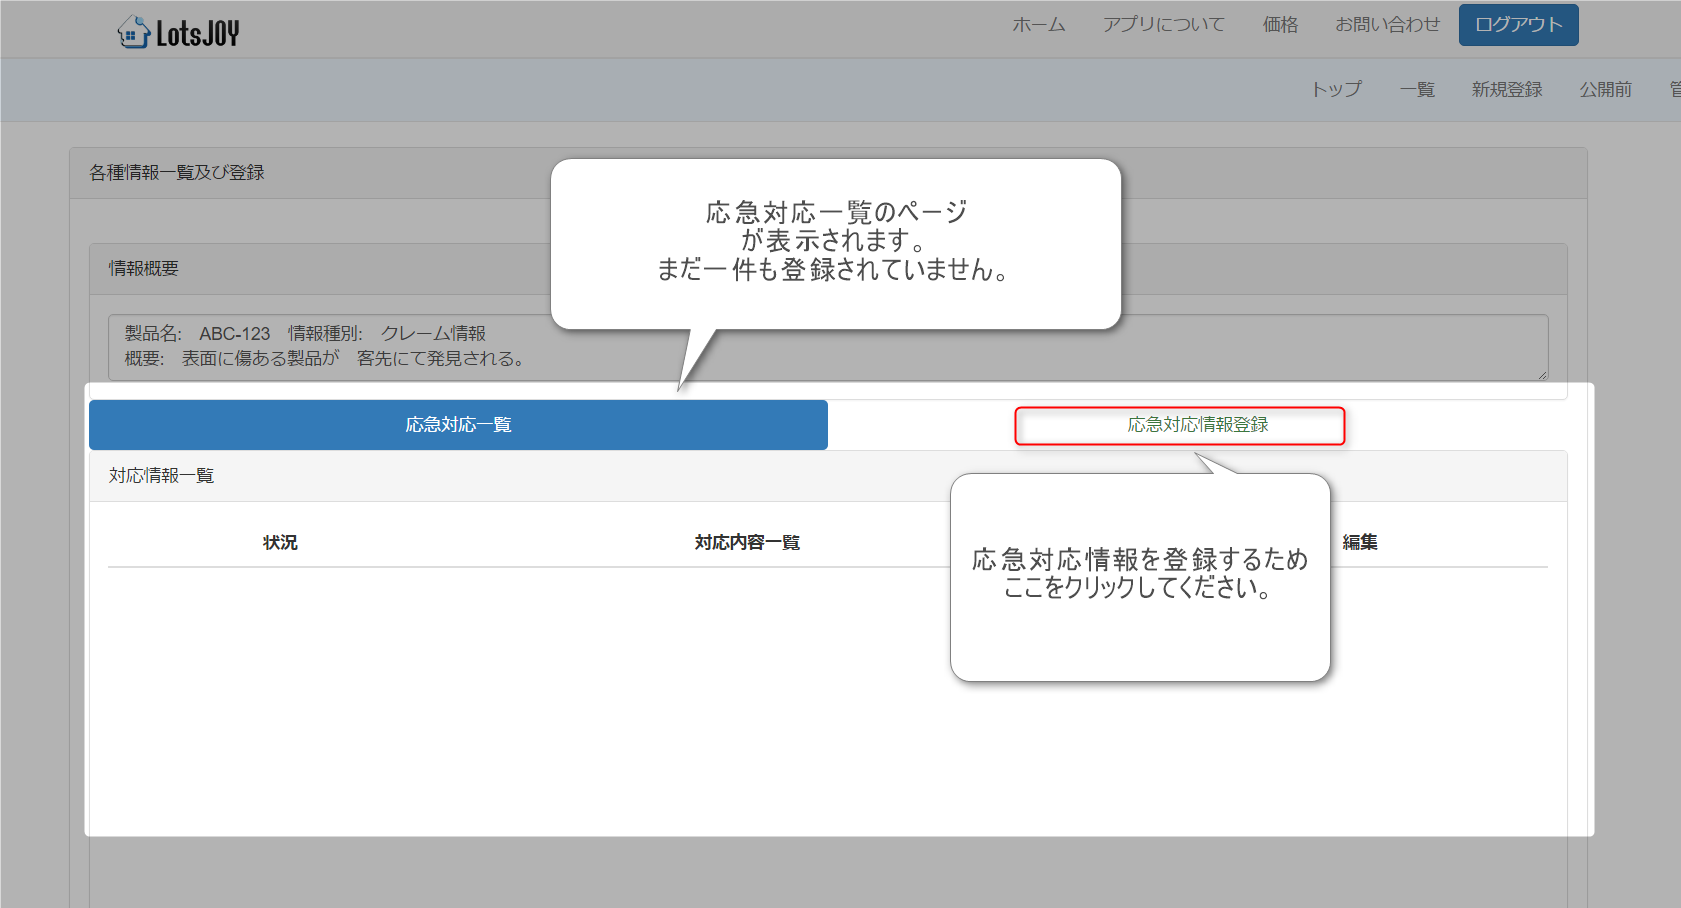 LotsJOY
ホーム アプリについて 価格 お問い合わせ ログアウト
トップ 一覧 新規登録 公開前
各種情報一覧及び登録
応急対応一覧のページ
が表示されます。
まだ一件も登録されていません。
情報概要
製品名: ABC-123 情報種別: クレーム情報
概要: 表面に傷ある製品が 客先にて発見される。
応急対応一覧 応急対応情報登録
対応情報一覧
状況 対応内容一覧 編集
応急対応情報を登録するため
ここをクリックしてください。